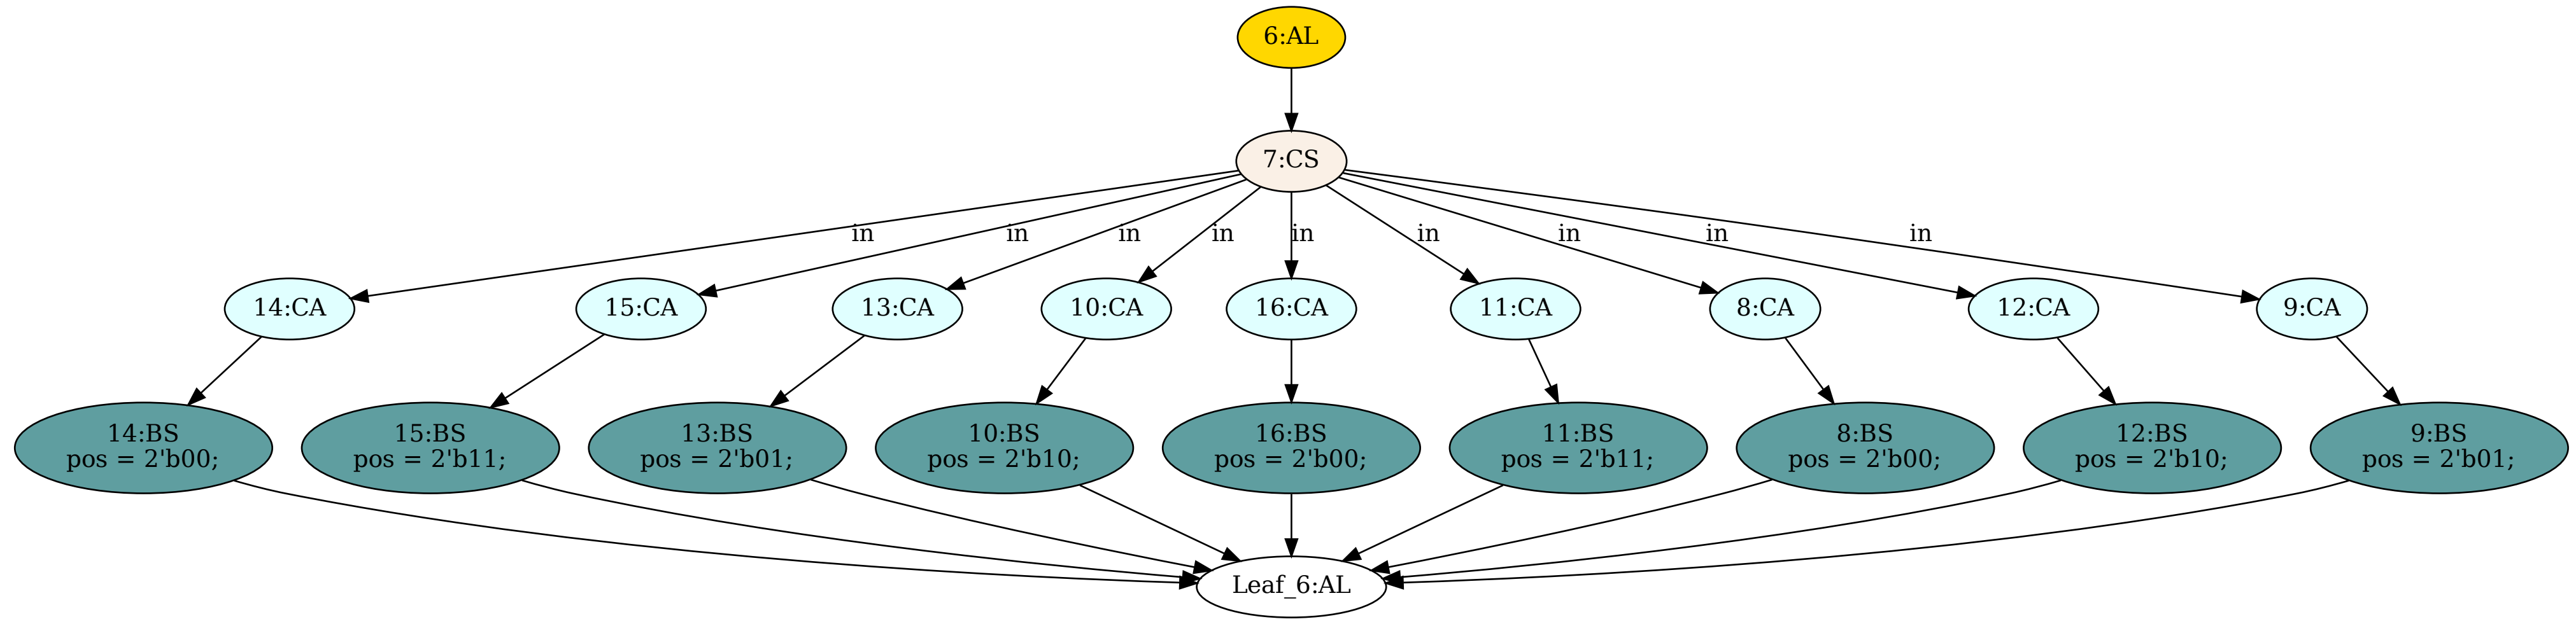 6:AL
7:CS
in
in
in
in
in
in
in
in
in
14:CA
15:CA
13:CA
10:CA
16:CA
11:CA
8:CA
12:CA
9:CA
14:BS
pos = 2'b00;
15:BS
pos = 2'b11;
13:BS
pos = 2'b01;
10:BS
pos = 2'b10;
16:BS
pos = 2'b00;
11:BS
pos = 2'b11;
8:BS
pos = 2'b00;
12:BS
pos = 2'b10;
9:BS
pos = 2'b01;
Leaf_6:AL